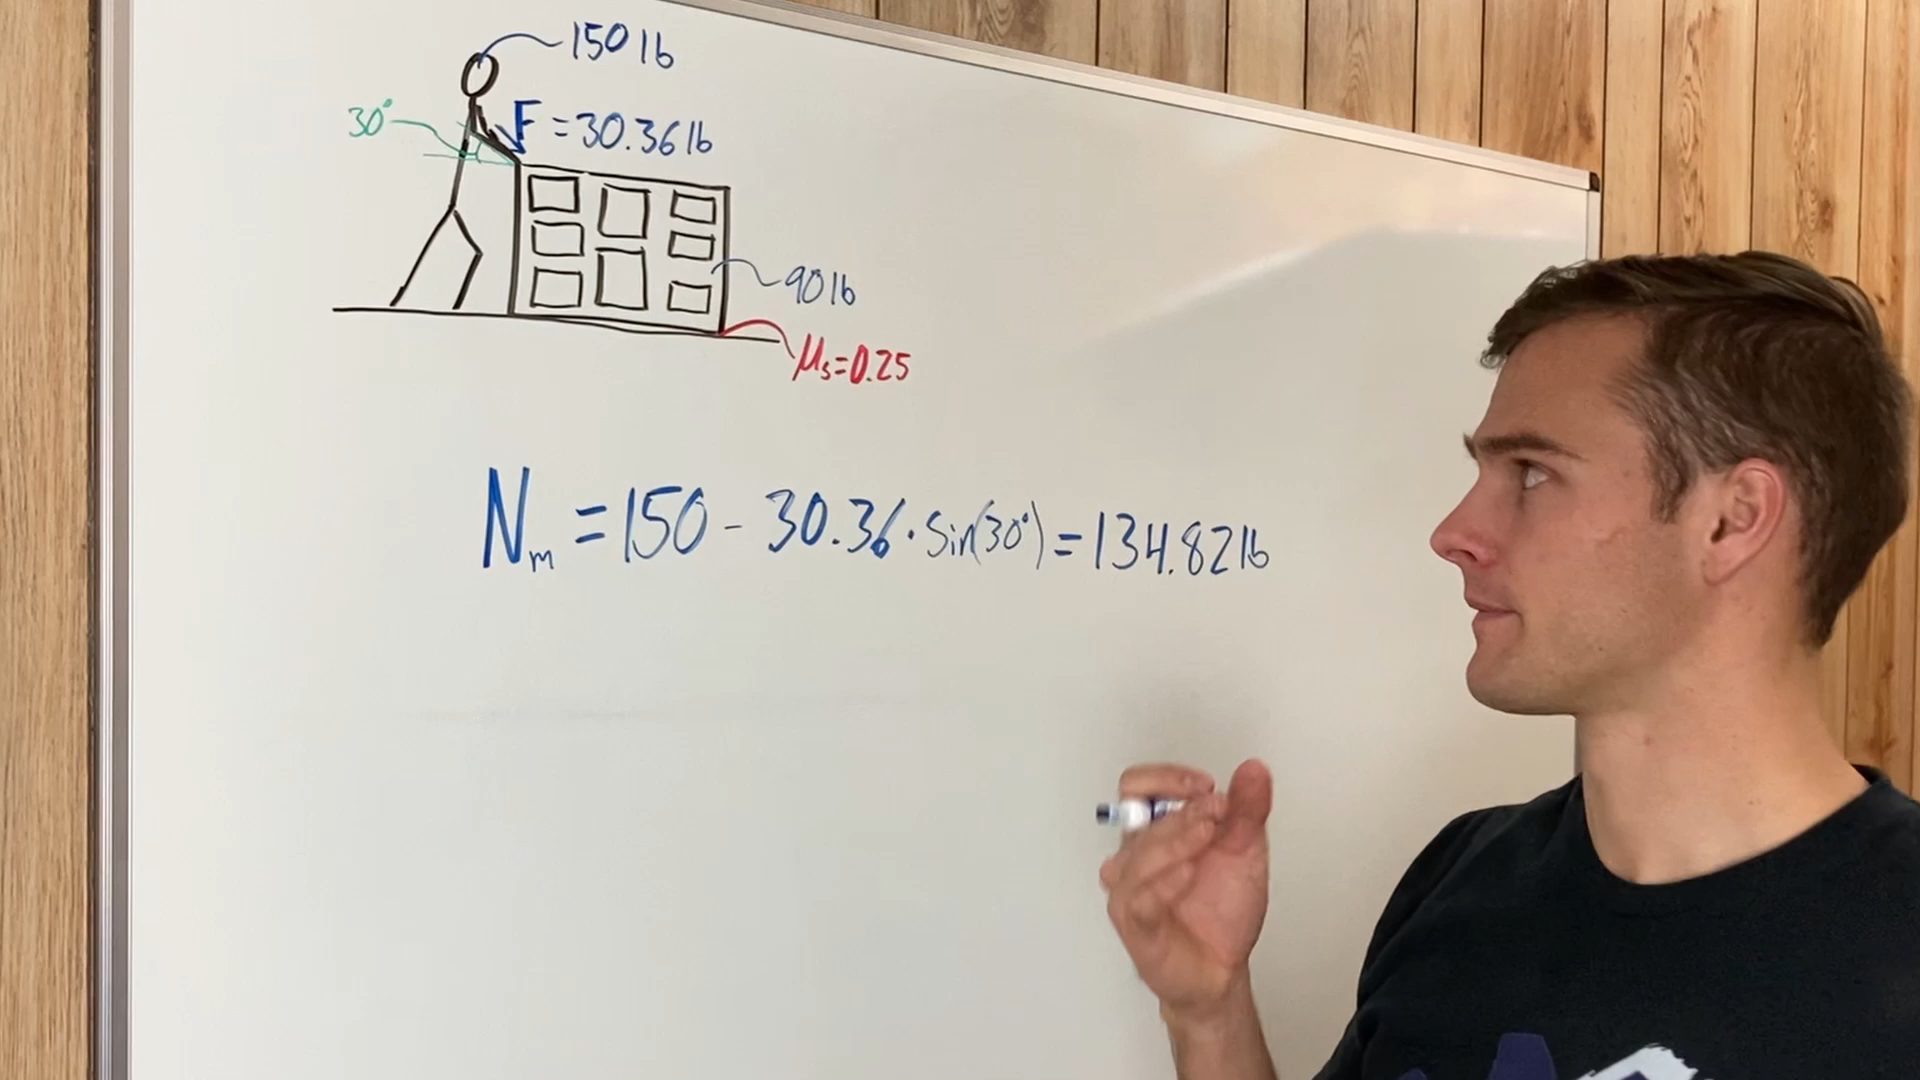 150 lb
30°
F = 30.36 lb
90 lb
μs = 0.25
Nm = 150 - 30.36 · Sin(30°) = 134.82 lb